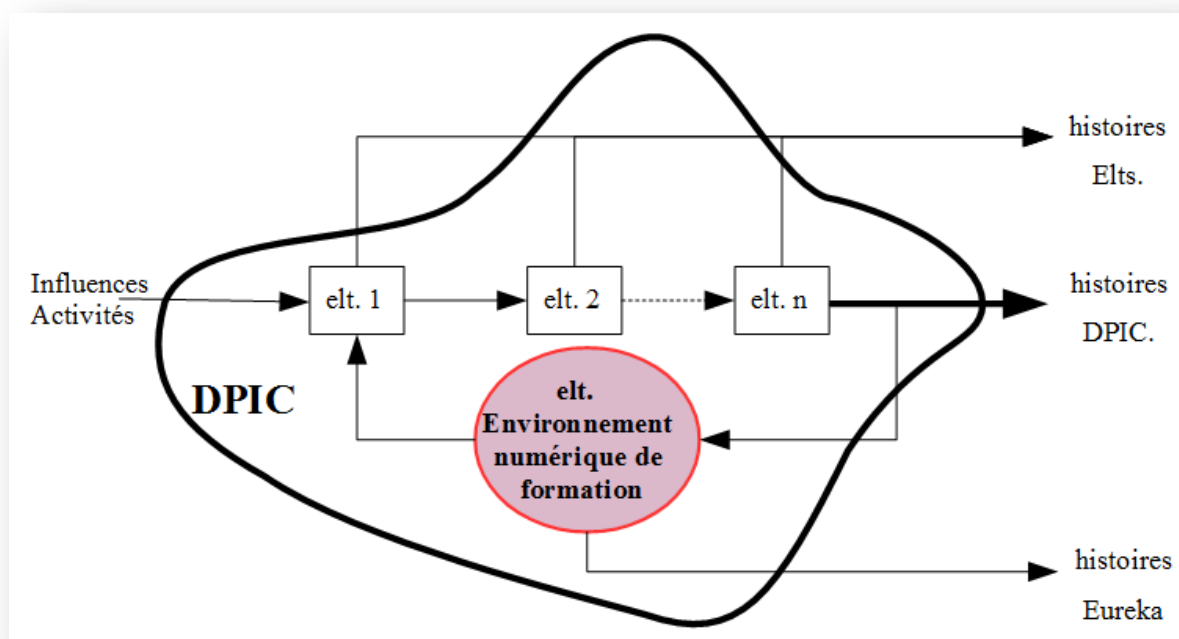 histoires
Elts.
Influences
Activités
elt. 1
elt. 2
elt. n
histoires
DPIC.
DPIC
elt.
Environnement
numérique de
formation
histoires
Eureka